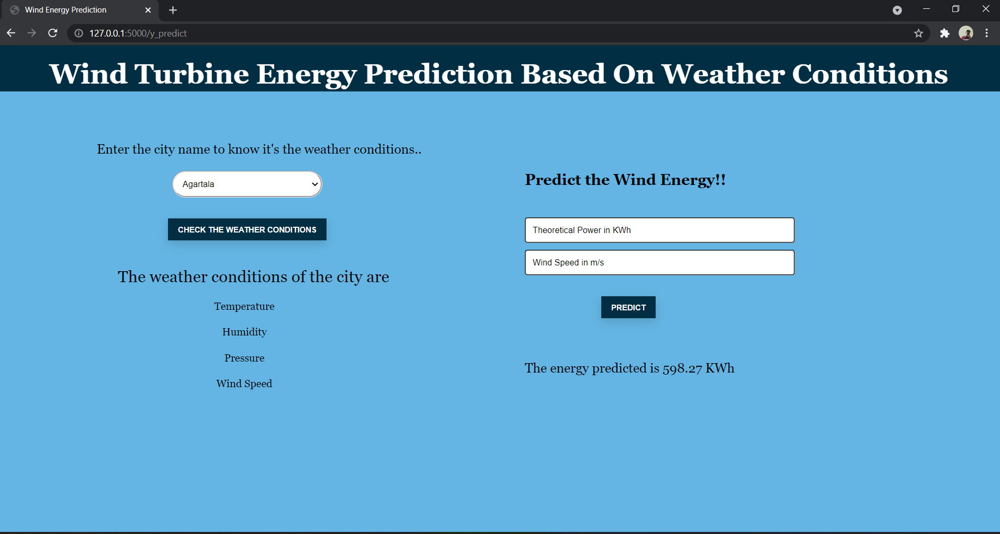 Wind Energy Prediction
127.0.0.1:5000/y_predict
Wind Turbine Energy Prediction Based On Weather Conditions
Enter the city name to know it's the weather conditions..
Agartala
CHECK THE WEATHER CONDITIONS
The weather conditions of the city are
Temperature
Humidity
Pressure
Wind Speed
Predict the Wind Energy!!
Theoretical Power in KWh
Wind Speed in m/s
PREDICT
The energy predicted is 598.27 KWh